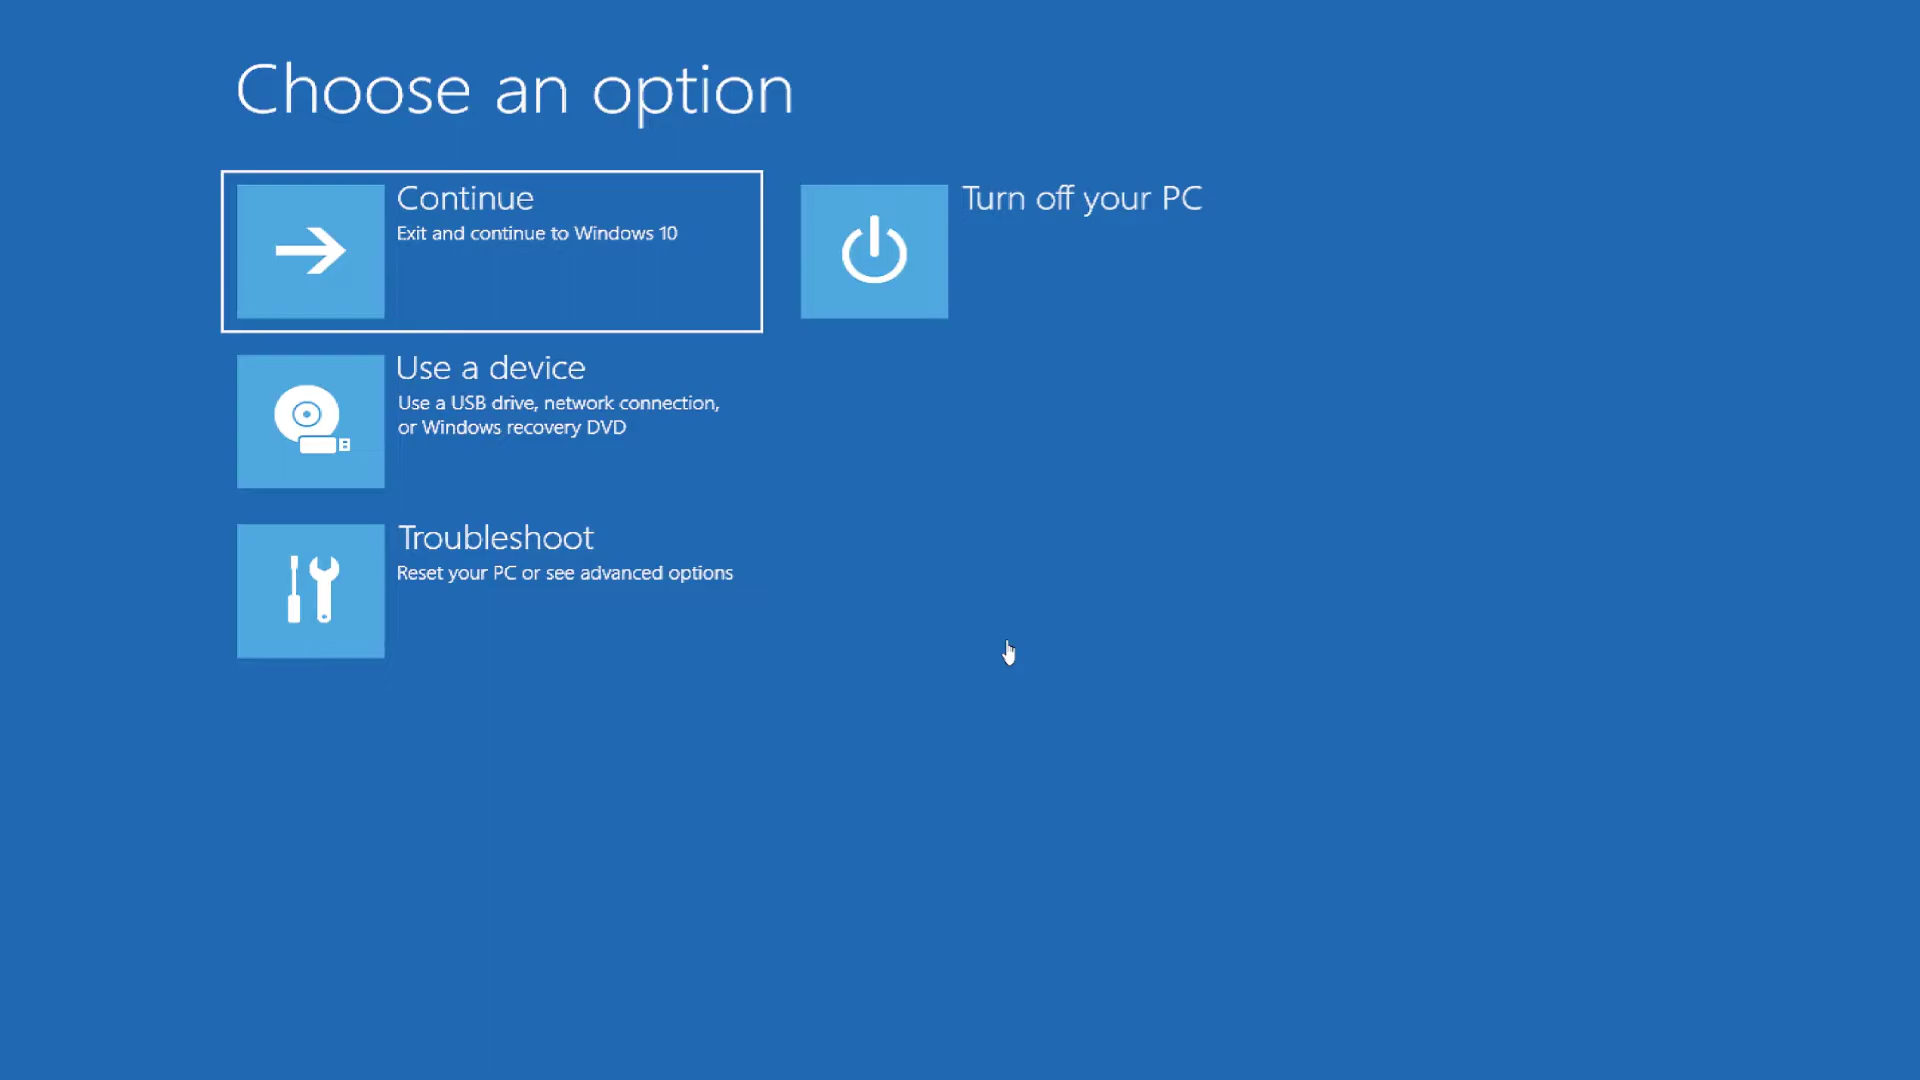 Choose an option
Continue
Exit and continue to Windows 10
Turn off your PC
Use a device
Use a USB drive, network connection,
or Windows recovery DVD
Troubleshoot
Reset your PC or see advanced options